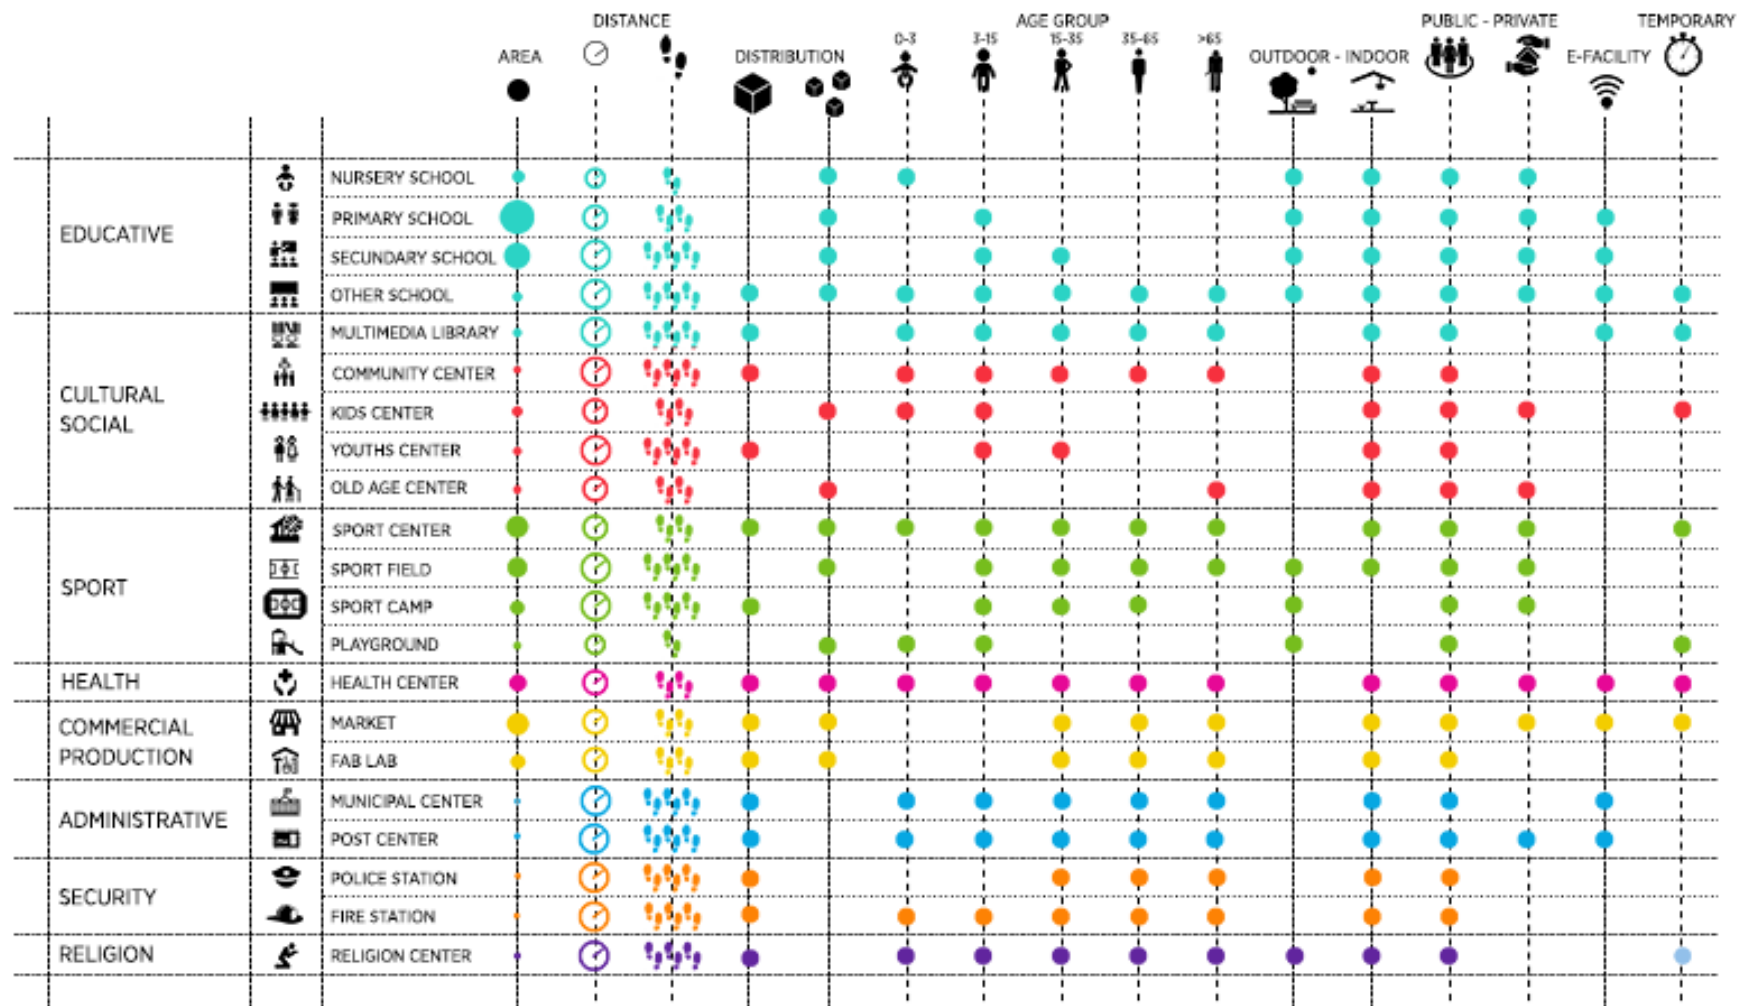 DISTANCE
AGE GROUP
PUBLIC - PRIVATE
TEMPORARY
0-3
3-15
15-35
35-65
>65
AREA
DISTRIBUTION
OUTDOOR - INDOOR
E-FACILITY
EDUCATIVE
NURSERY SCHOOL
PRIMARY SCHOOL
SECUNDARY SCHOOL
OTHER SCHOOL
CULTURAL
SOCIAL
MULTIMEDIA LIBRARY
COMMUNITY CENTER
KIDS CENTER
YOUTHS CENTER
OLD AGE CENTER
SPORT
SPORT CENTER
SPORT FIELD
SPORT CAMP
PLAYGROUND
HEALTH
HEALTH CENTER
COMMERCIAL
PRODUCTION
MARKET
FAB LAB
ADMINISTRATIVE
MUNICIPAL CENTER
POST CENTER
SECURITY
POLICE STATION
FIRE STATION
RELIGION
RELIGION CENTER